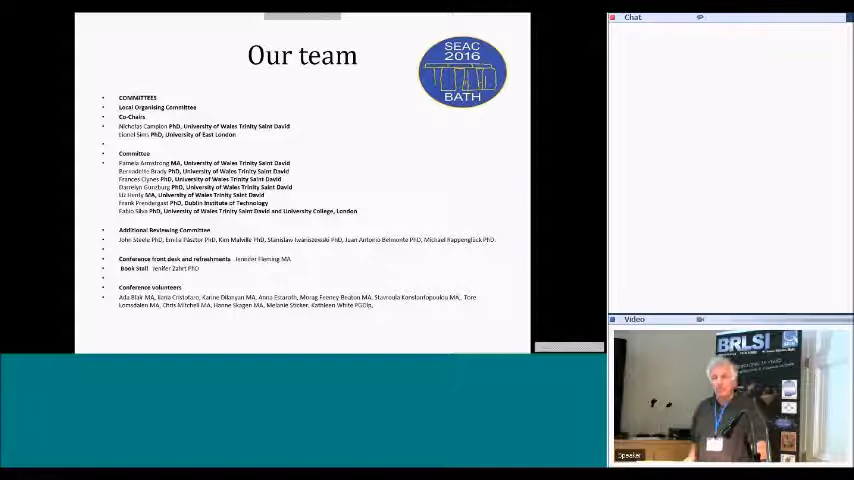 Our team
SEAC
2016
BATH
COMMITTEES
Local Organising Committee
Co-Chairs
Nicholas Campion PhD, University of Wales Trinity Saint David
Lionel Sims PhD, University of East London
Committee
Pamela Armstrong MA, University of Wales Trinity Saint David
Bernadette Brady PhD, University of Wales Trinity Saint David
Frances Clynes PhD, University of Wales Trinity Saint David
Darrelyn Gunzburg PhD, University of Wales Trinity Saint David
Liz Henty MA, University of Wales Trinity Saint David
Frank Prendergast PhD, Dublin Institute of Technology
Fabio Silva PhD, University of Wales Trinity Saint David and University College, London
Additional Reviewing Committee
John Steele PhD, Emilia Pásztor PhD, Kim Malville PhD, Stanislaw Iwaniszewski PhD, Juan Antonio Belmonte PhD, Michael Rappenglück PhD.
Conference front desk and refreshments Jennifer Fleming MA
Book Stall Jenifer Zahrt PhD
Conference volunteers
Ada Blair MA, Ilaria Cristofaro, Karine Dilanyan MA, Anna Estaroth, Morag Feeney Beaton MA, Stavroula Konstantopoulou MA, Tore
Lomsdalen MA, Chris Mitchell MA, Hanne Skagen MA, Melanie Sticker, Kathleen White PGDip,
Chat
Video
BRLSI
Speaker